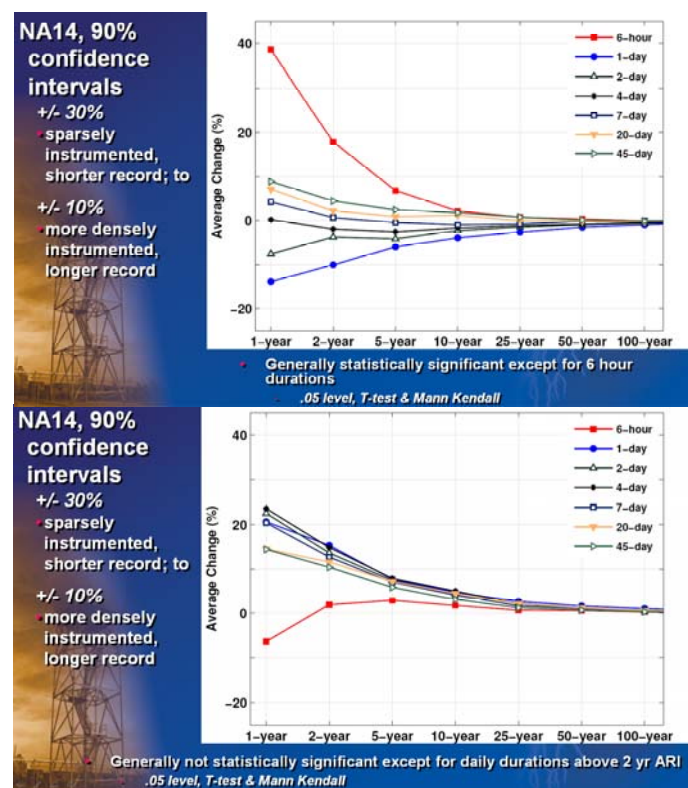 NA14, 90%
confidence
intervals
+/- 30%
sparsely
instrumented,
shorter record; to
+/- 10%
more densely
instrumented,
longer record
Average Change (%)
40
20
0
-20
6-hour
1-day
2-day
4-day
7-day
20-day
45-day
1-year 2-year 5-year 10-year 25-year 50-year 100-year
Generally statistically significant except for 6 hour
durations
.05 level, T-test & Mann Kendall
NA14, 90%
confidence
intervals
+/- 30%
sparsely
instrumented,
shorter record; to
+/- 10%
more densely
instrumented,
longer record
Average Change (%)
40
20
0
-20
6-hour
1-day
2-day
4-day
7-day
20-day
45-day
1-year 2-year 5-year 10-year 25-year 50-year 100-year
Generally not statistically significant except for daily durations above 2 yr ARI
.05 level, T-test & Mann Kendall